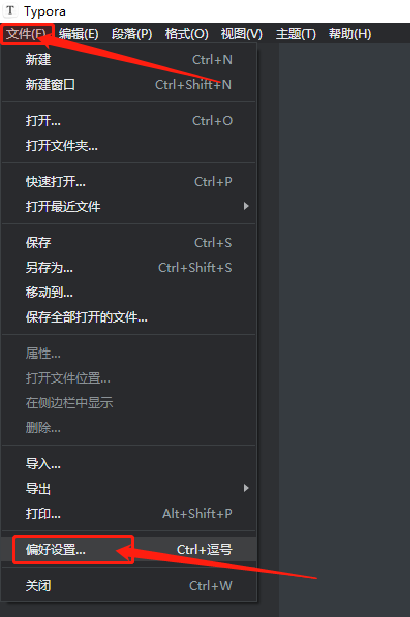 T Typora
文件(F) 编辑(E) 段落(P) 格式(O) 视图(V) 主题(T) 帮助(H)
新建 Ctrl+N
新建窗口 Ctrl+Shift+N
打开... Ctrl+O
打开文件夹...
快速打开... Ctrl+P
打开最近文件
保存 Ctrl+S
另存为... Ctrl+Shift+S
移动到...
保存全部打开的文件...
属性...
打开文件位置...
在侧边栏中显示
删除...
导入...
导出
打印... Alt+Shift+P
偏好设置... Ctrl+逗号
关闭 Ctrl+W